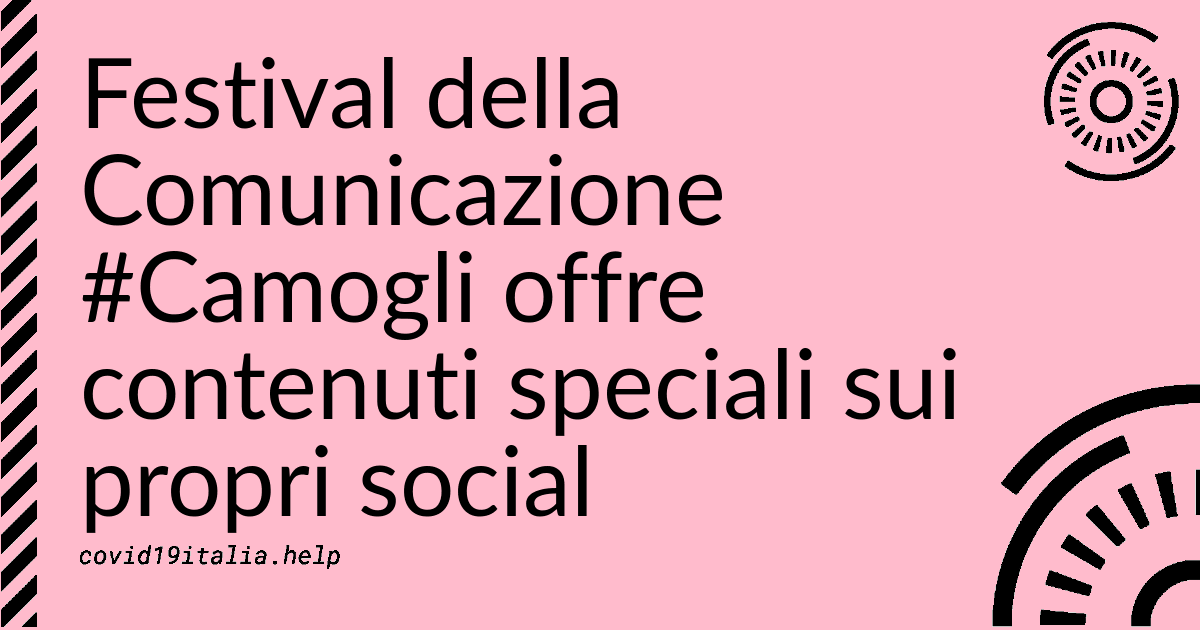 Festival della
Comunicazione
#Camogli offre
contenuti speciali sui
propri social
covid19italia.help